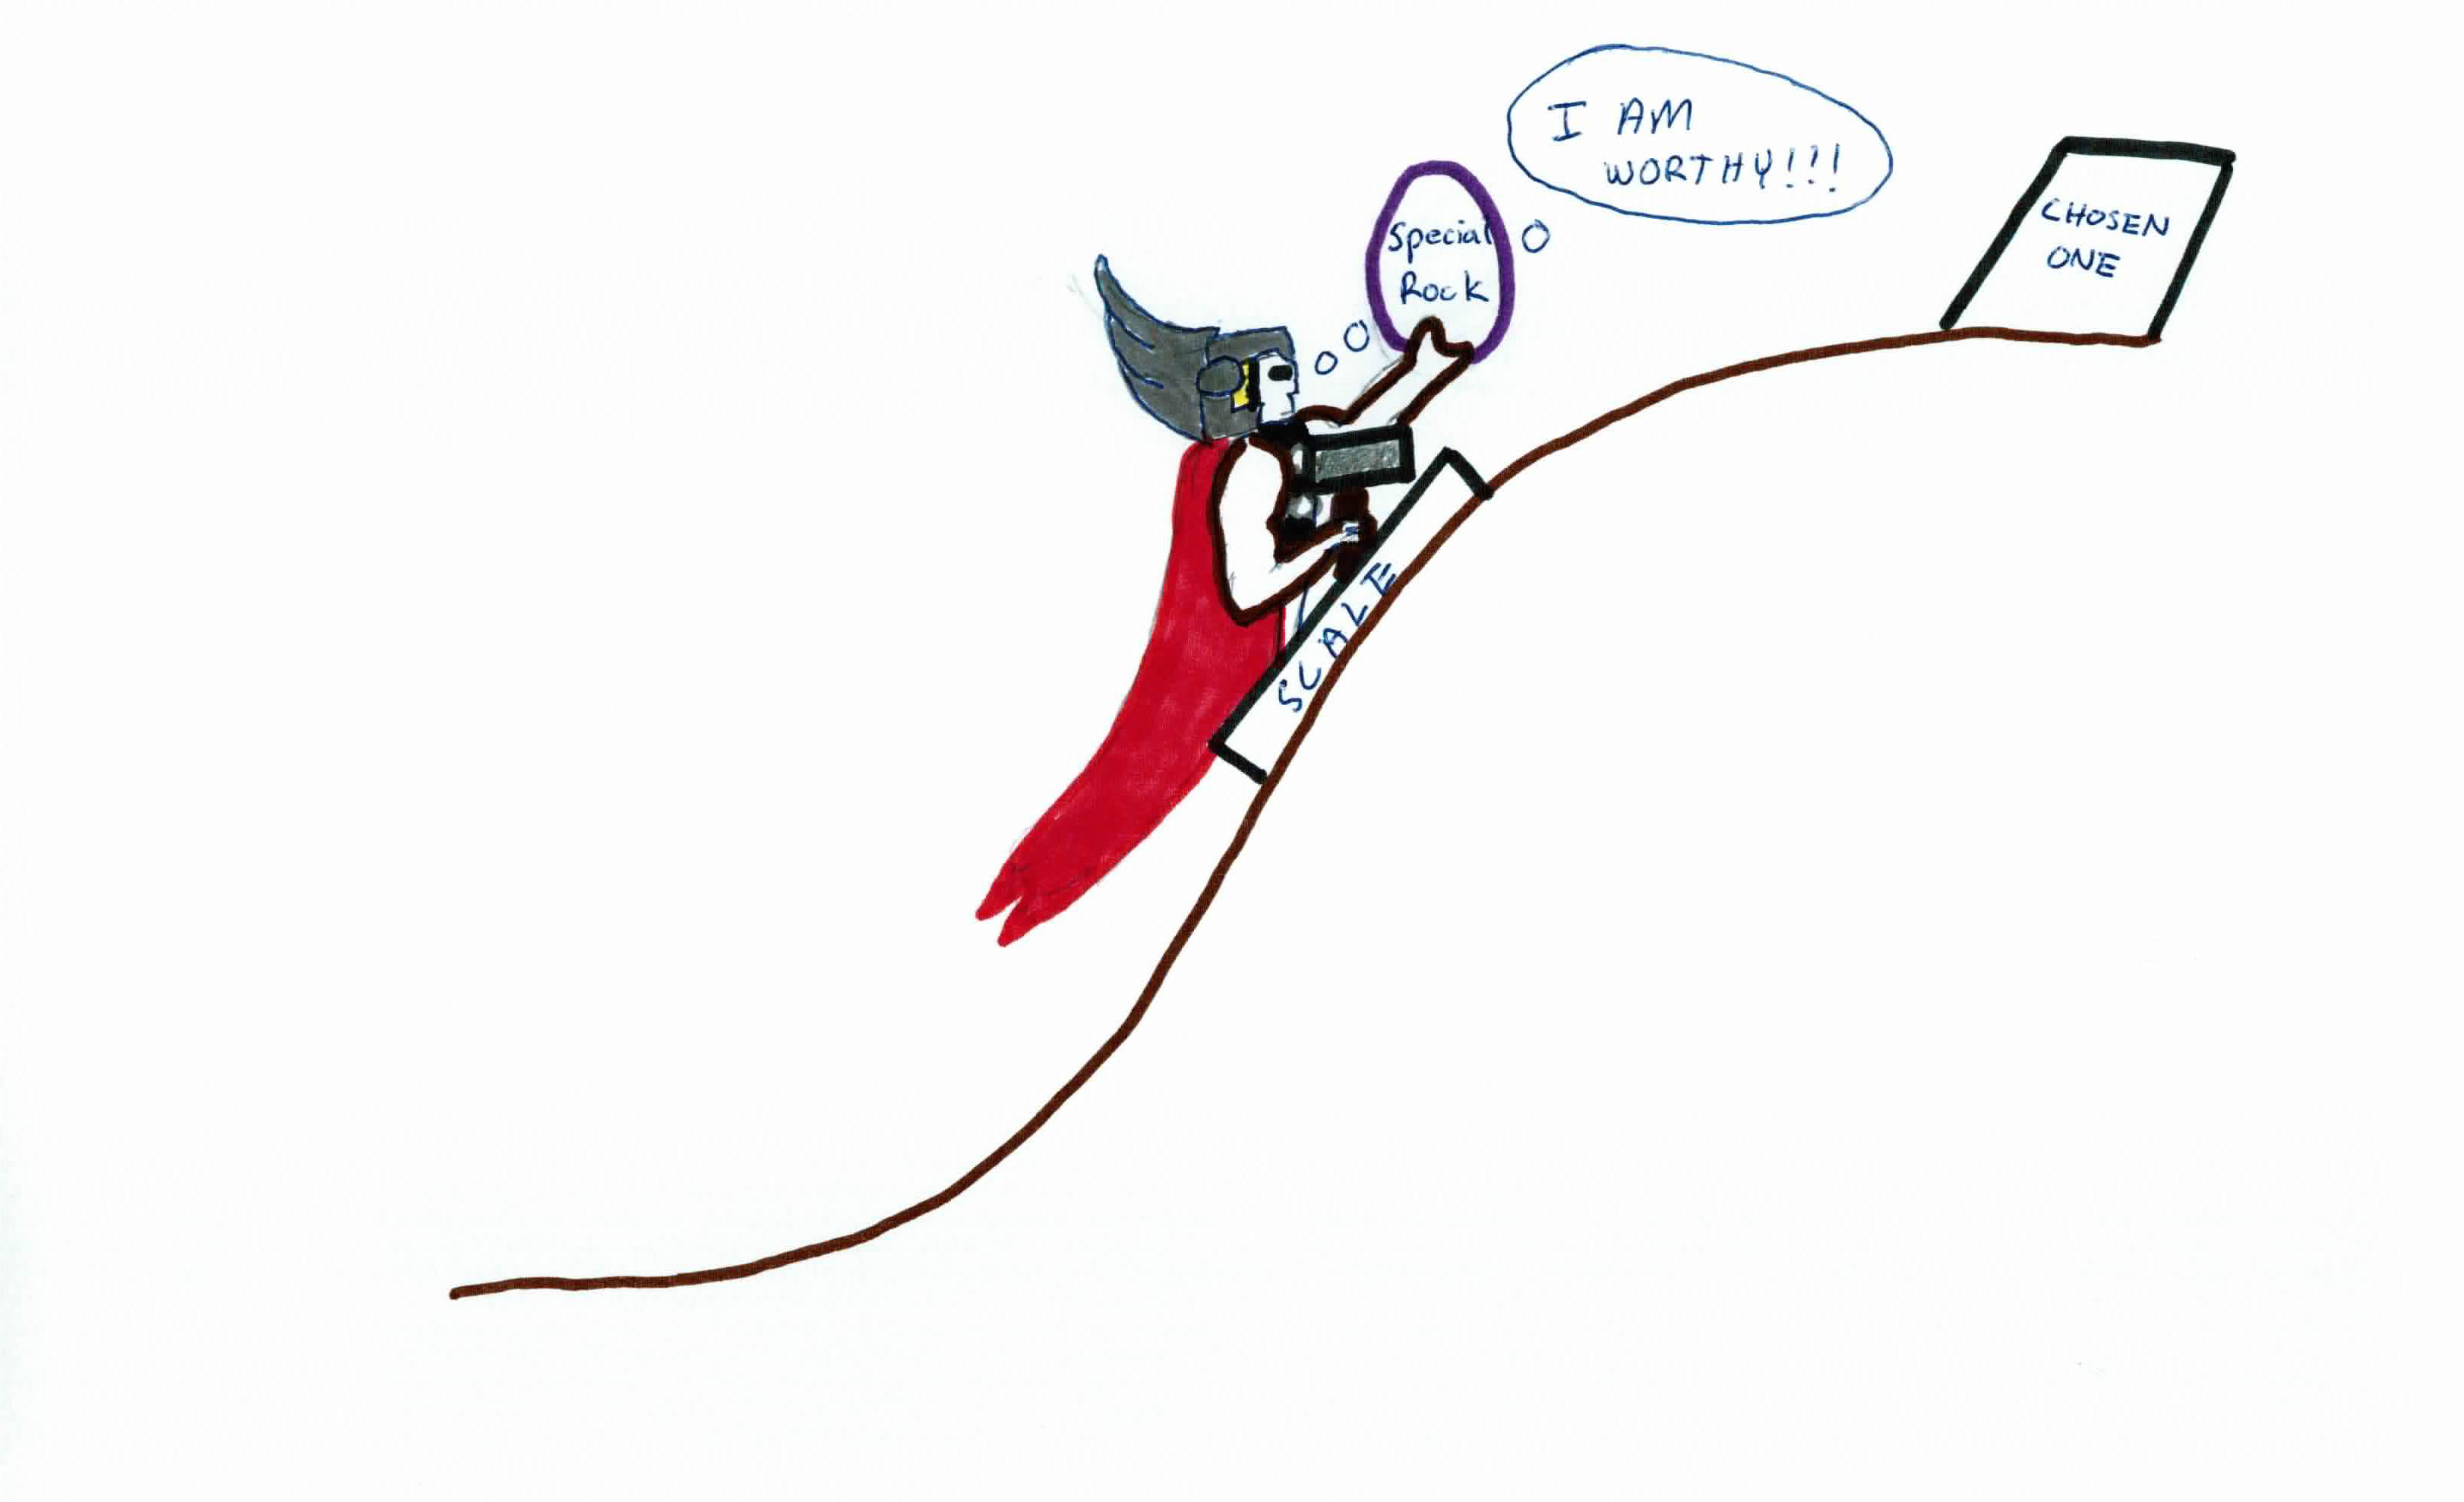 I AM
WORTHY!!!
Special
Rock
CHOSEN
ONE
SCALE